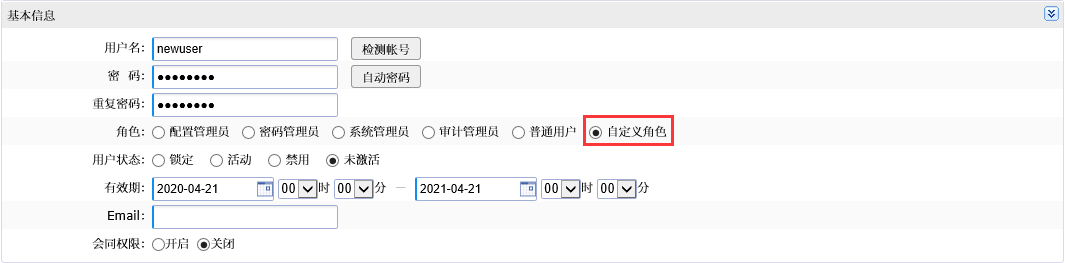 基本信息
用户名: newuser 检测帐号
密 码: ●●●●●●●● 自动密码
重复密码: ●●●●●●●●
角色: 配置管理员 密码管理员 系统管理员 审计管理员 普通用户 自定义角色
用户状态: 锁定 活动 禁用 未激活
有效期: 2020-04-21 00 时 00 分 — 2021-04-21 00 时 00 分
Email:
会同权限: 开启 关闭